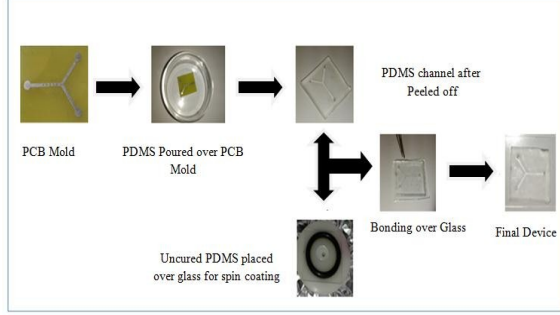 PDMS channel after
Peeled off
PCB Mold
PDMS Poured over PCB
Mold
Bonding over Glass
Final Device
Uncured PDMS placed
over glass for spin coating